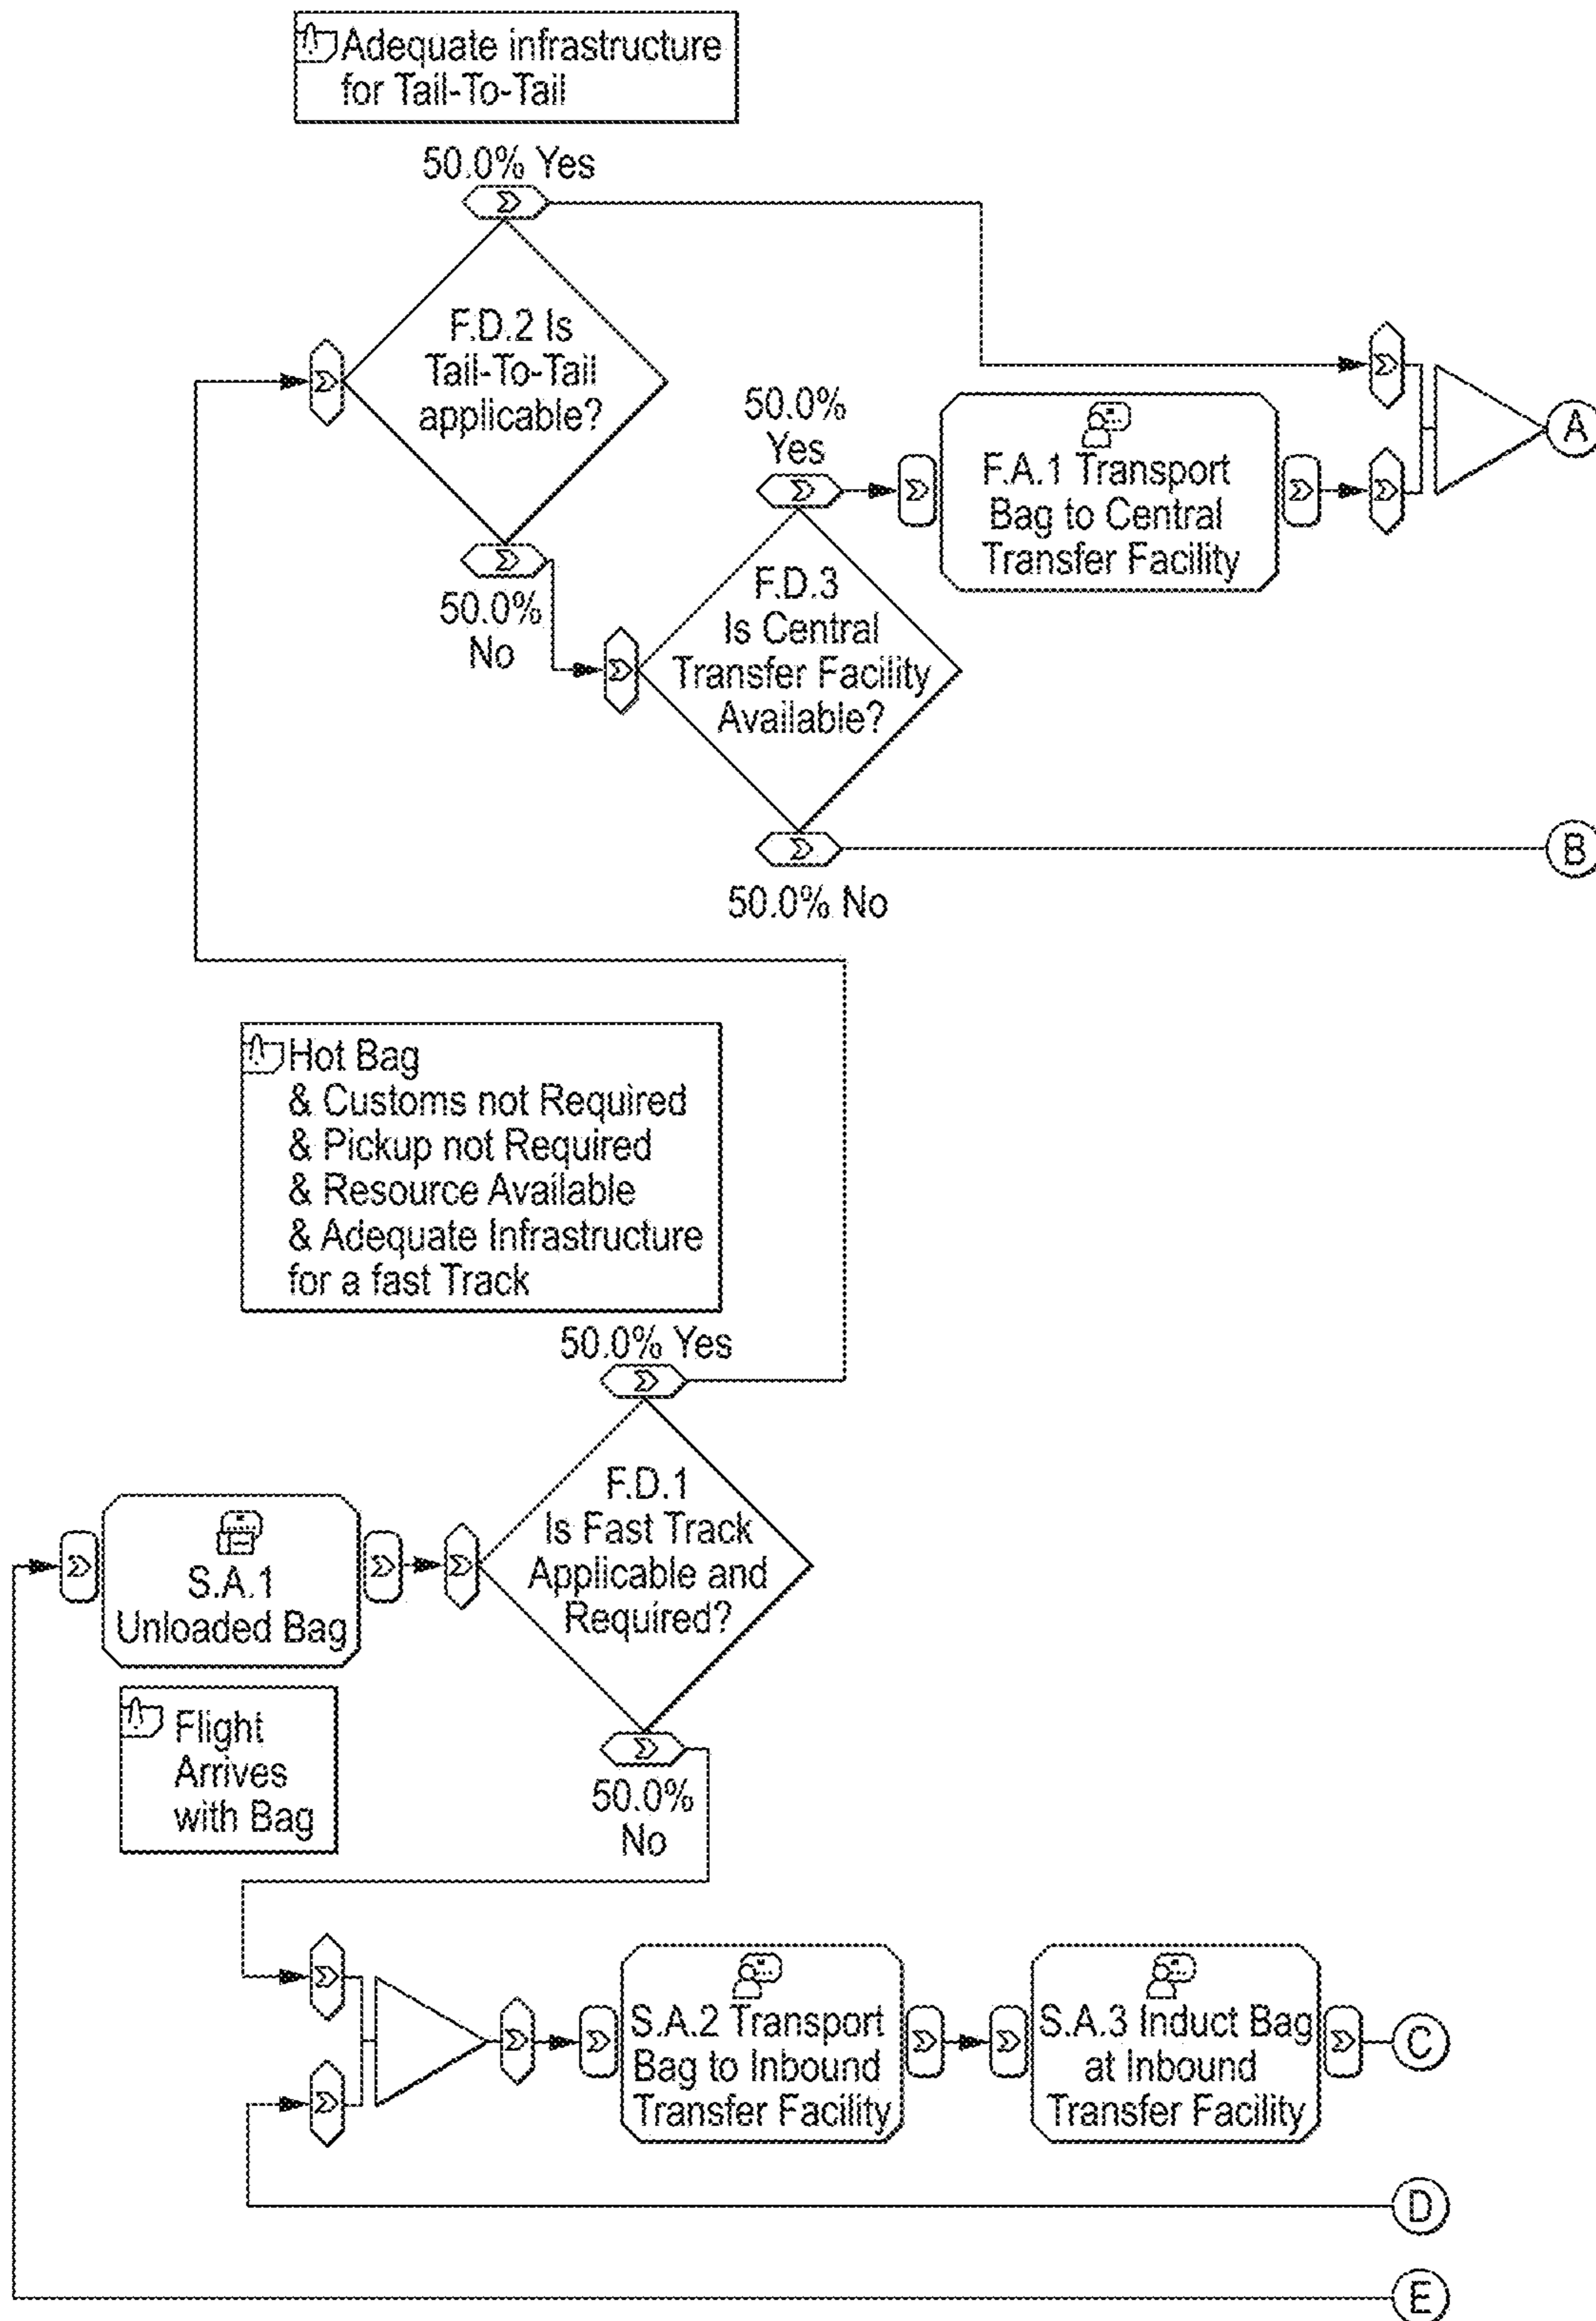 Adequate infrastructure
for Tail-To-Tail
50.0% Yes
F.D.2 Is
Tail-To-Tail
applicable?
50.0%
No
50.0%
Yes
F.A.1 Transport
Bag to Central
Transfer Facility
A
F.D.3
Is Central
Transfer Facility
Available?
50.0% No
B
Hot Bag
& Customs not Required
& Pickup not Required
& Resource Available
& Adequate Infrastructure
for a fast Track
50.0% Yes
F.D.1
Is Fast Track
Applicable and
Required?
S.A.1
Unloaded Bag
Flight
Arrives
with Bag
50.0%
No
S.A.2 Transport
Bag to Inbound
Transfer Facility
S.A.3 Induct Bag
at Inbound
Transfer Facility
C
D
E